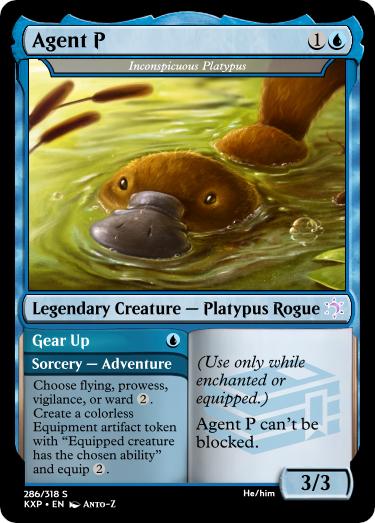 Agent P 1
Inconspicuous Platypus
Legendary Creature — Platypus Rogue
Gear Up
Sorcery — Adventure
Choose flying, prowess,
vigilance, or ward 2.
Create a colorless
Equipment artifact token
with “Equipped creature
has the chosen ability”
and equip 2.
(Use only while
enchanted or
equipped.)
Agent P can't be
blocked.
3/3
286/318 S
KXP • EN Anto-Z
He/him